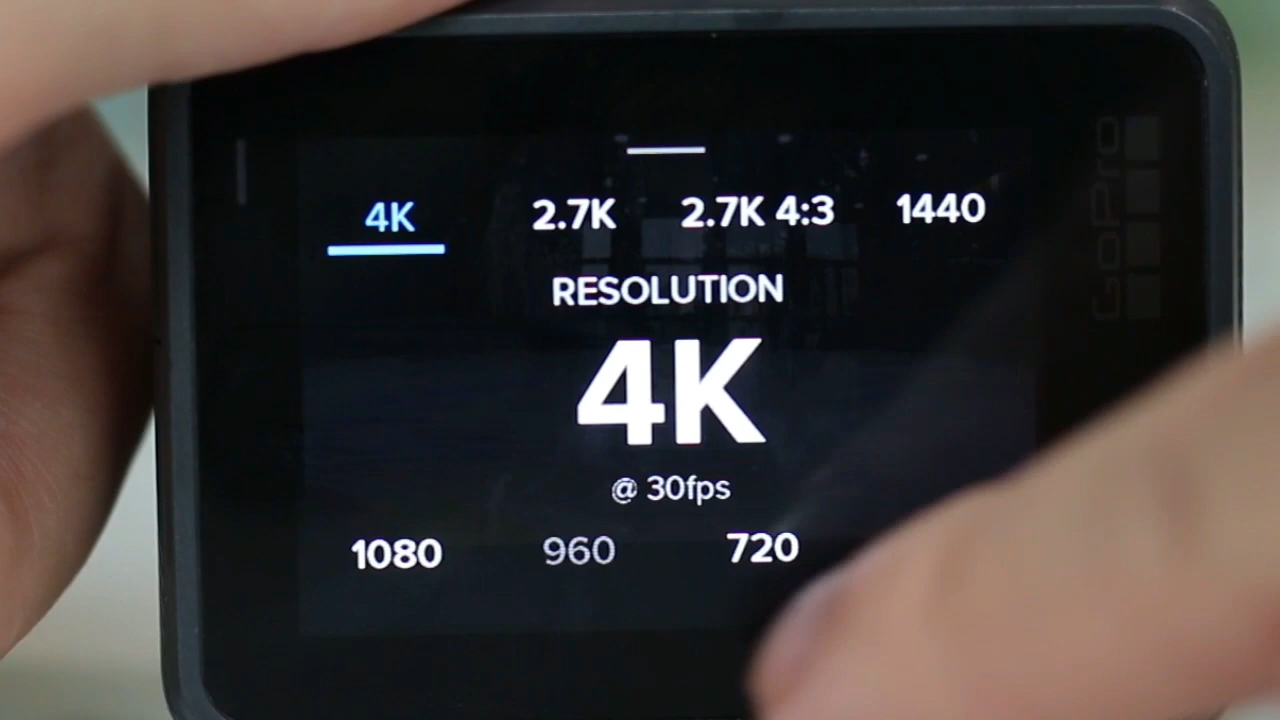 4K 2.7K 2.7K 4:3 1440
RESOLUTION
4K
@ 30fps
1080 960 720
GoPro